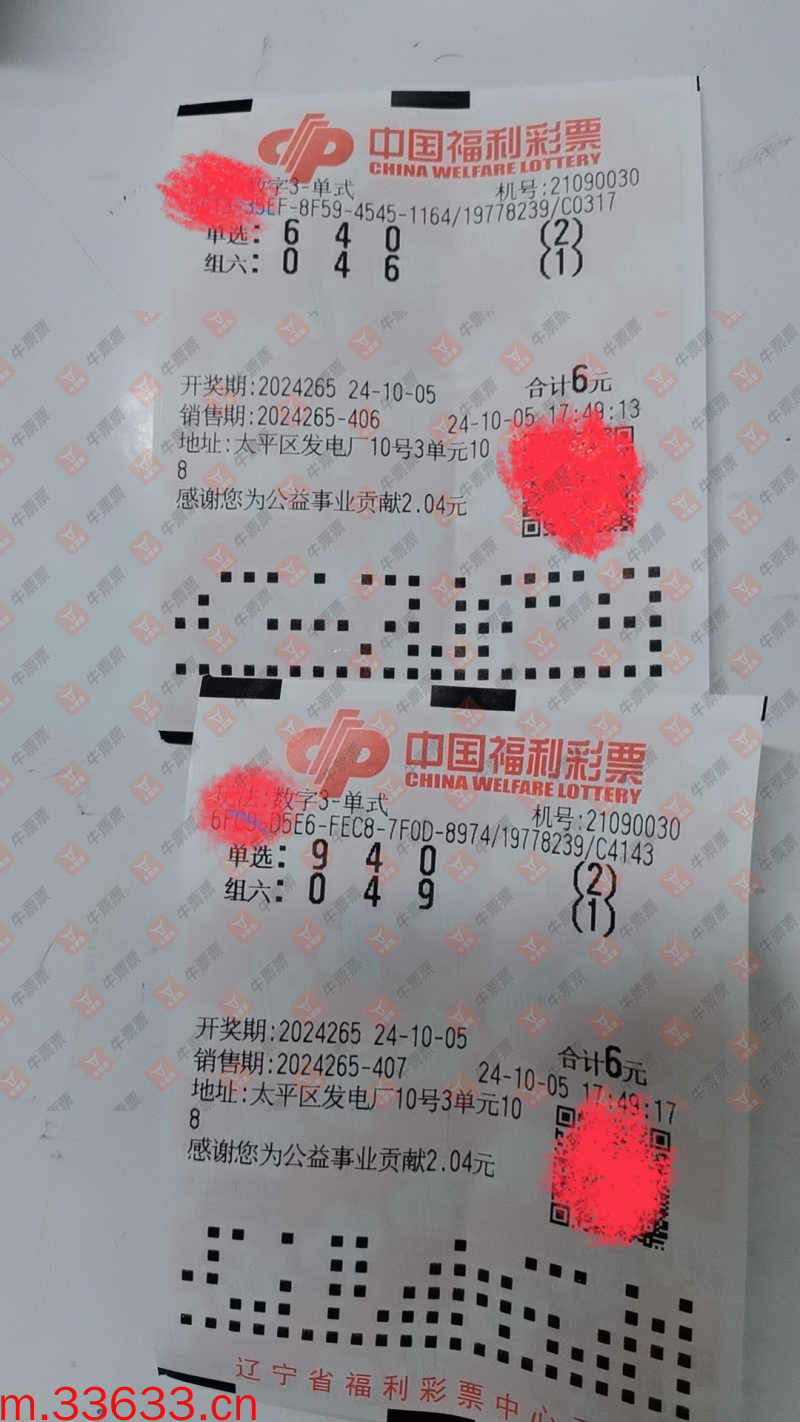 中国福利彩票
CHINA WELFARE LOTTERY
数字3-单式
机号:21090030
EF-8F59-4545-1164/19778239/C0317
单选: 6 4 0 (2)
组六: 0 4 6 (1)
开奖期:2024265 24-10-05
合计6元
销售期:2024265-406
24-10-05 17:49:13
地址:太平区发电厂10号3单元10
8
感谢您为公益事业贡献2.04元
中国福利彩票
CHINA WELFARE LOTTERY
玩法:数字3-单式
机号:21090030
D5E6-FEC8-7F0D-8974/19778239/C4143
单选: 9 4 0 (2)
组六: 0 4 9 (1)
开奖期:2024265 24-10-05
合计6元
销售期:2024265-407
24-10-05 17:49:17
地址:太平区发电厂10号3单元10
8
感谢您为公益事业贡献2.04元
辽宁省福利彩票中心
m.33633.cn
牛票票